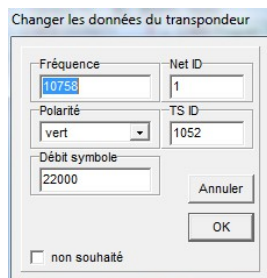 Changer les données du transpondeur
Fréquence
10758
Net ID
1
Polarité
vert
TS ID
1052
Débit symbole
22000
Annuler
OK
non souhaité